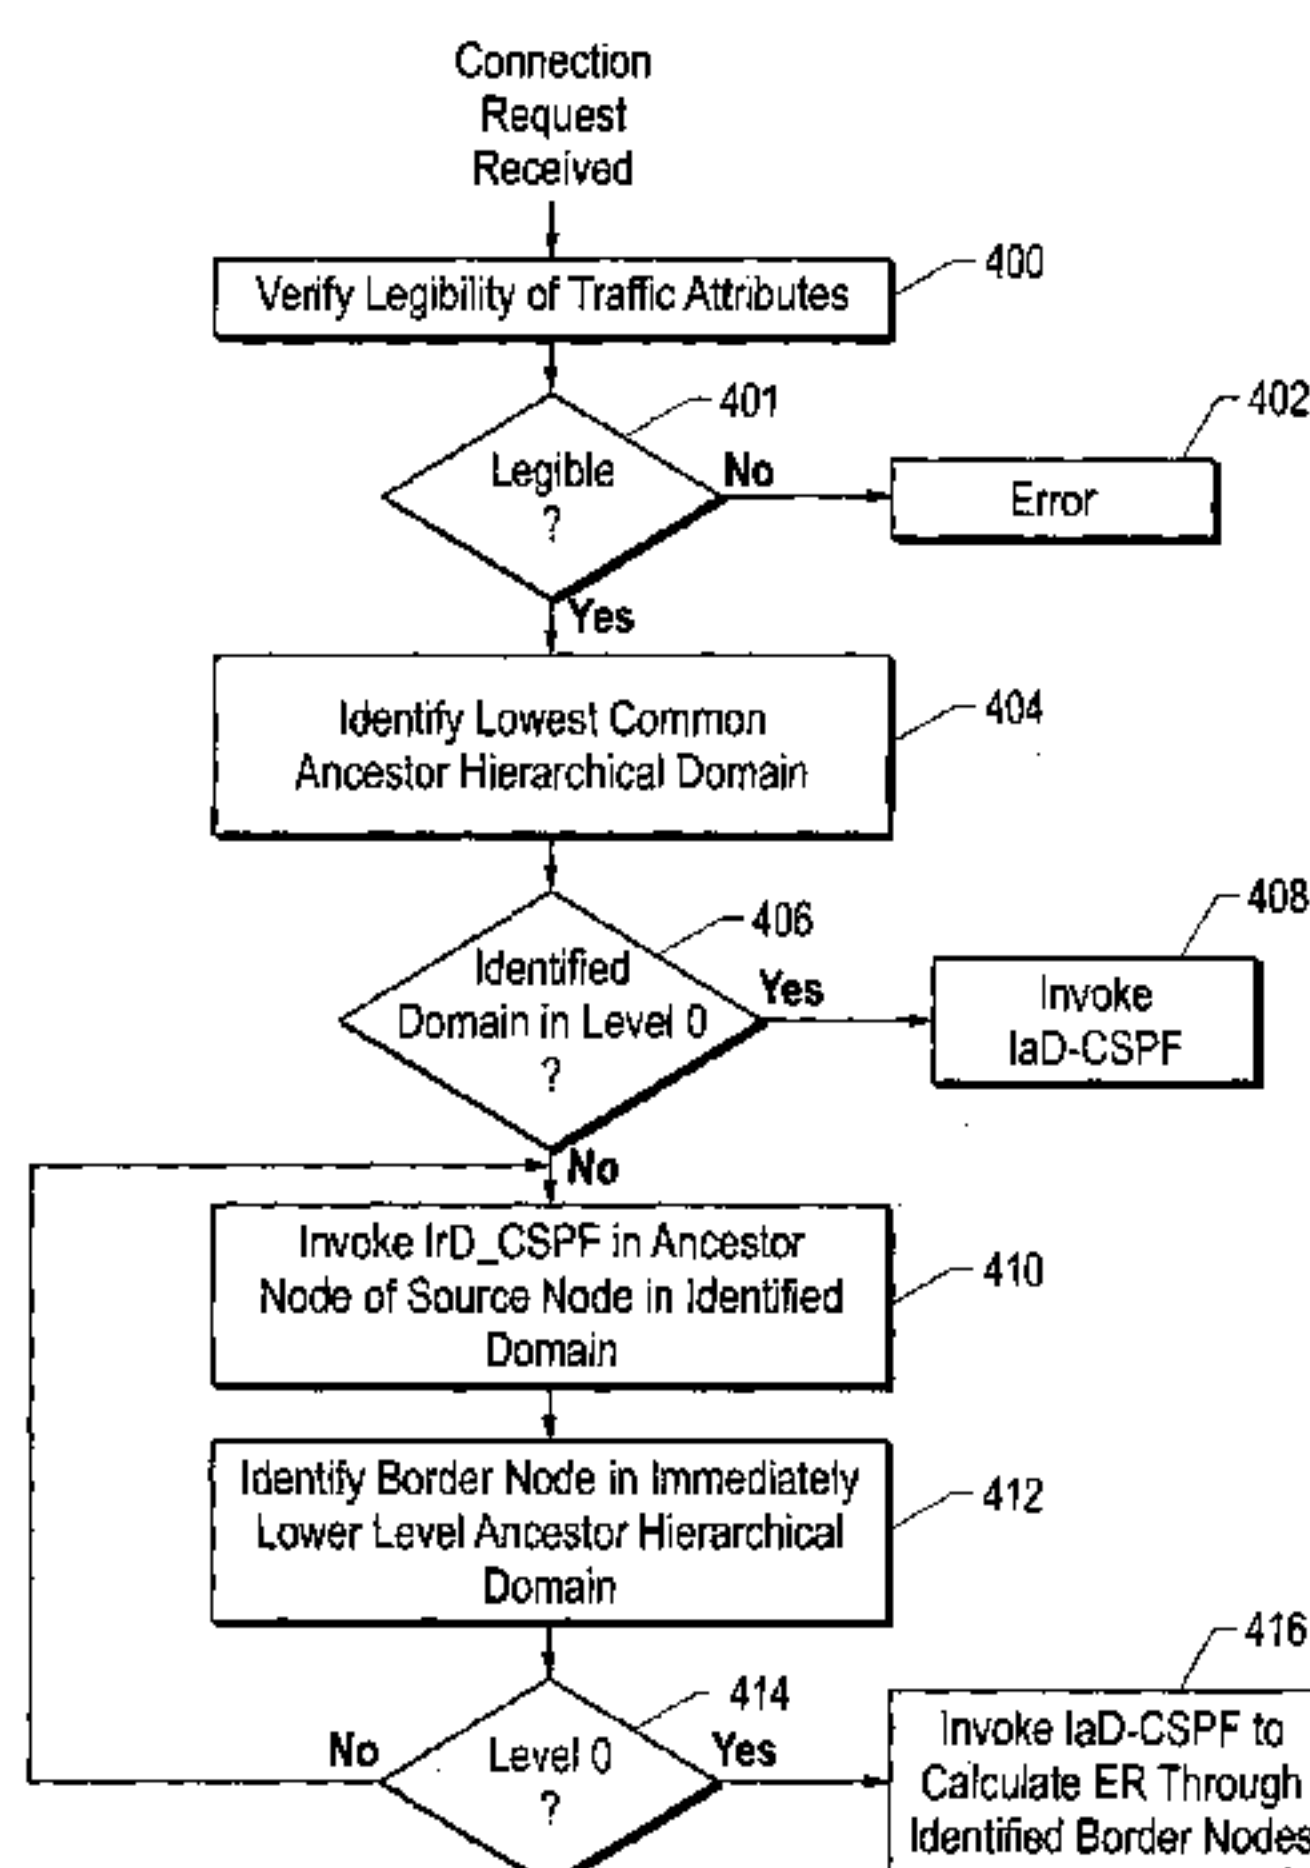 Connection
Request
Received
400
Verify Legibility of Traffic Attributes
401
402
Legible
?
No
Error
Yes
404
Identify Lowest Common
Ancestor Hierarchical Domain
406
408
Identified
Domain in Level 0
?
Yes
Invoke
IaD-CSPF
No
Invoke IrD_CSPF in Ancestor
Node of Source Node in Identified
Domain
410
Identify Border Node in Immediately
Lower Level Ancestor Hierarchical
Domain
412
414
416
No
Level 0
?
Yes
Invoke IaD-CSPF to
Calculate ER Through
Identified Border Nodes